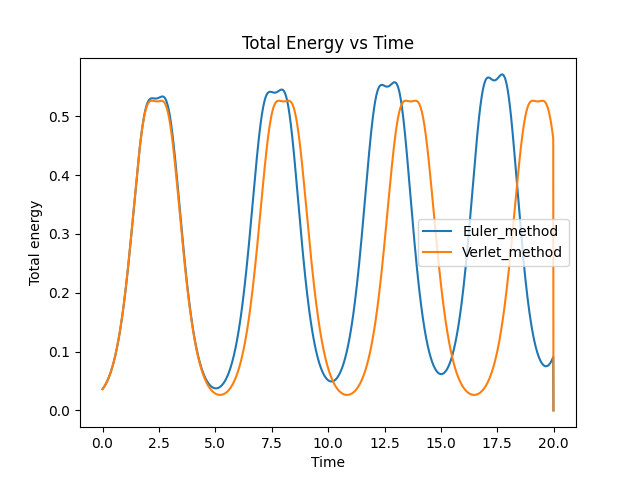 Total Energy vs Time
Total energy
0.5
0.4
0.3
0.2
0.1
0.0
Euler_method
Verlet_method
0.0 2.5 5.0 7.5 10.0 12.5 15.0 17.5 20.0
Time